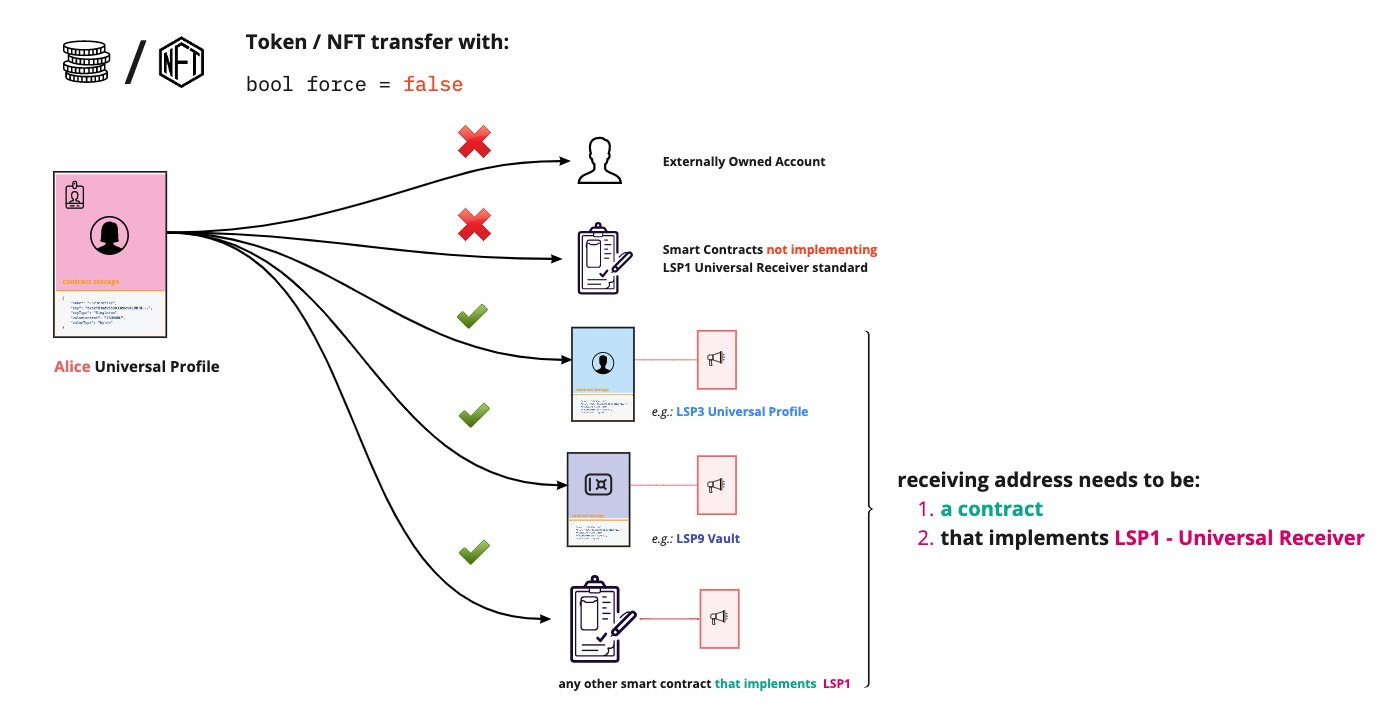 Token / NFT transfer with:
NFT
bool force = false
Externally Owned Account
Smart Contracts not implementing
LSP1 Universal Receiver standard
contract storage
Alice Universal Profile
contract storage
e.g.: LSP3 Universal Profile
contract storage
e.g.: LSP9 Vault
any other smart contract that implements LSP1
receiving address needs to be:
1. a contract
2. that implements LSP1 - Universal Receiver